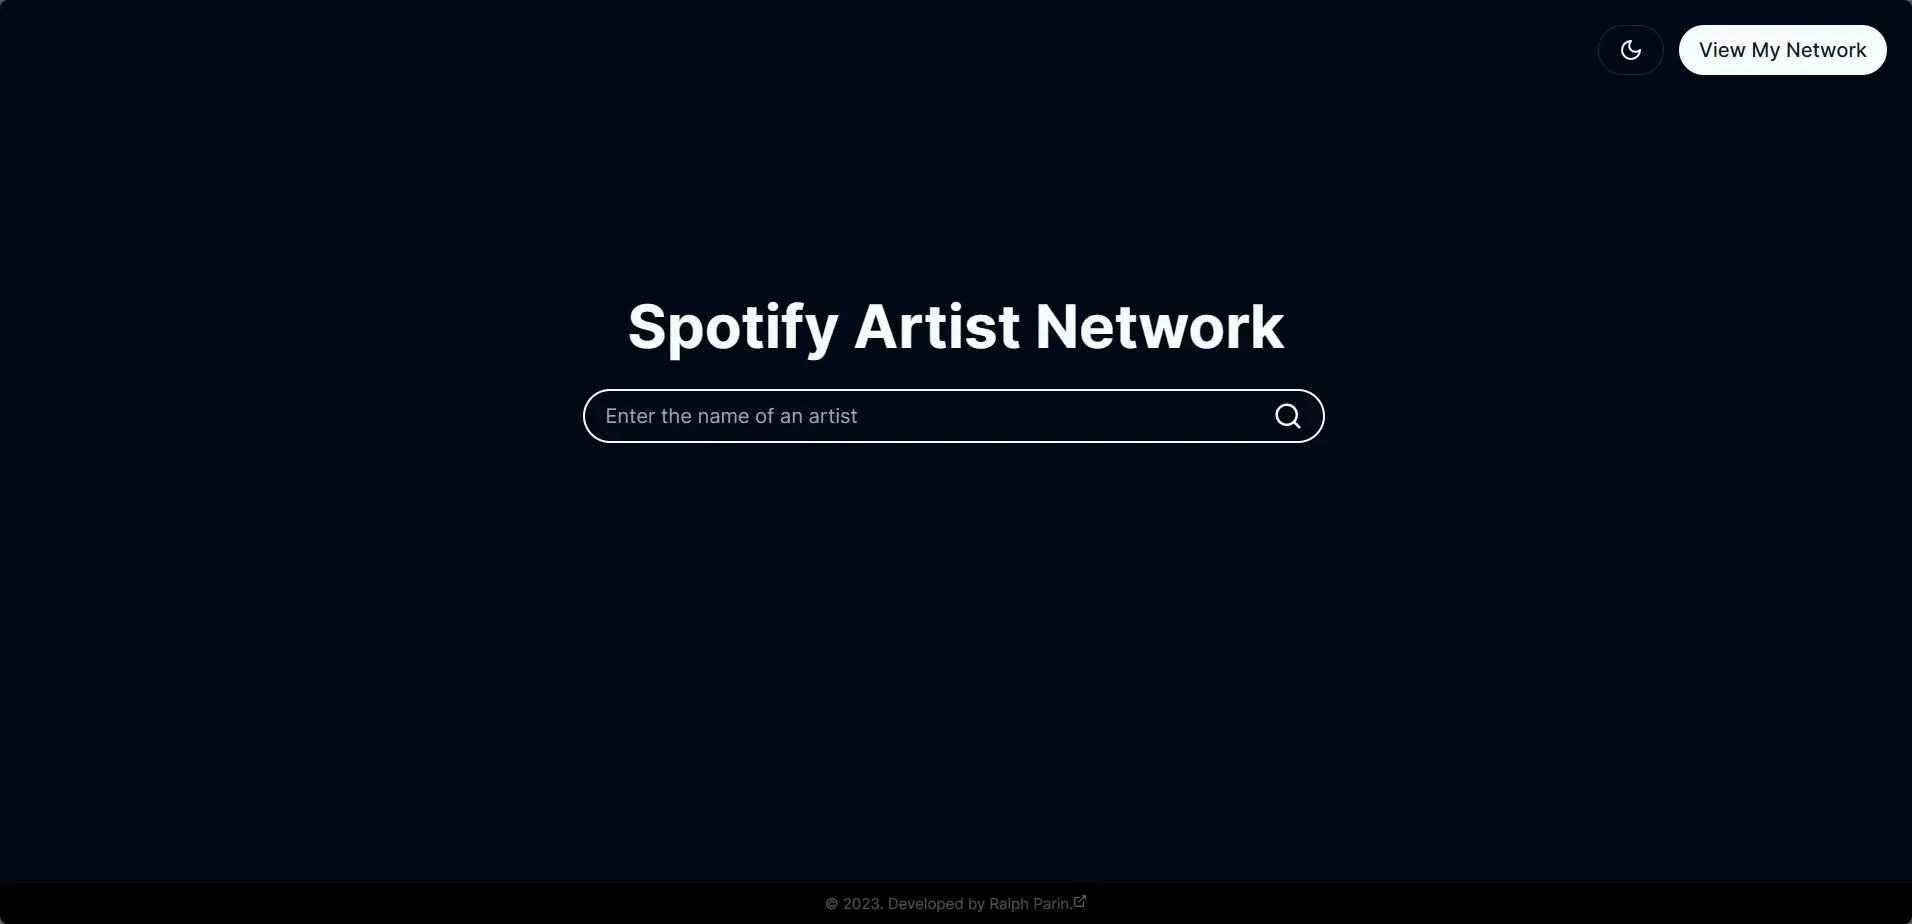 View My Network
Spotify Artist Network
Enter the name of an artist
© 2023. Developed by Ralph Parin.